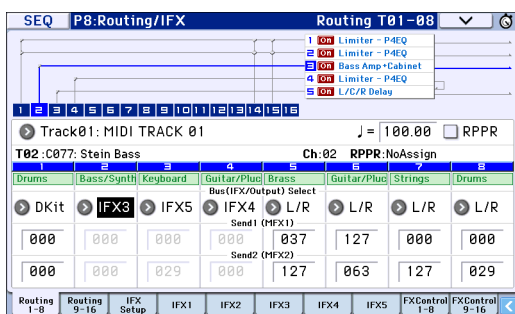 SEQ P8:Routing/IFX Routing T01-08
1 On Limiter - P4EQ
2 On Limiter - P4EQ
3 On Bass Amp+Cabinet
4 On Limiter - P4EQ
5 On L/C/R Delay
1 2 3 4 5 6 7 8 9 10 11 12 13 14 15 16
Track01: MIDI TRACK 01 ♩= 100.00 RPPR
T02:C077: Stein Bass Ch:02 RPPR:NoAssign
1 2 3 4 5 6 7 8
Drums Bass/Synth Keyboard Guitar/Pluc Brass Guitar/Pluc Strings Drums
Bus(IFX/Output) Select
DKit IFX3 IFX5 IFX4 L/R L/R L/R L/R
Send1 (MFX1)
000 000 000 000 037 127 000 000
Send2 (MFX2)
000 000 029 000 127 063 127 029
Routing 1-8 Routing 9-16 IFX Setup IFX1 IFX2 IFX3 IFX4 IFX5 FXControl 1-8 FXControl 9-16